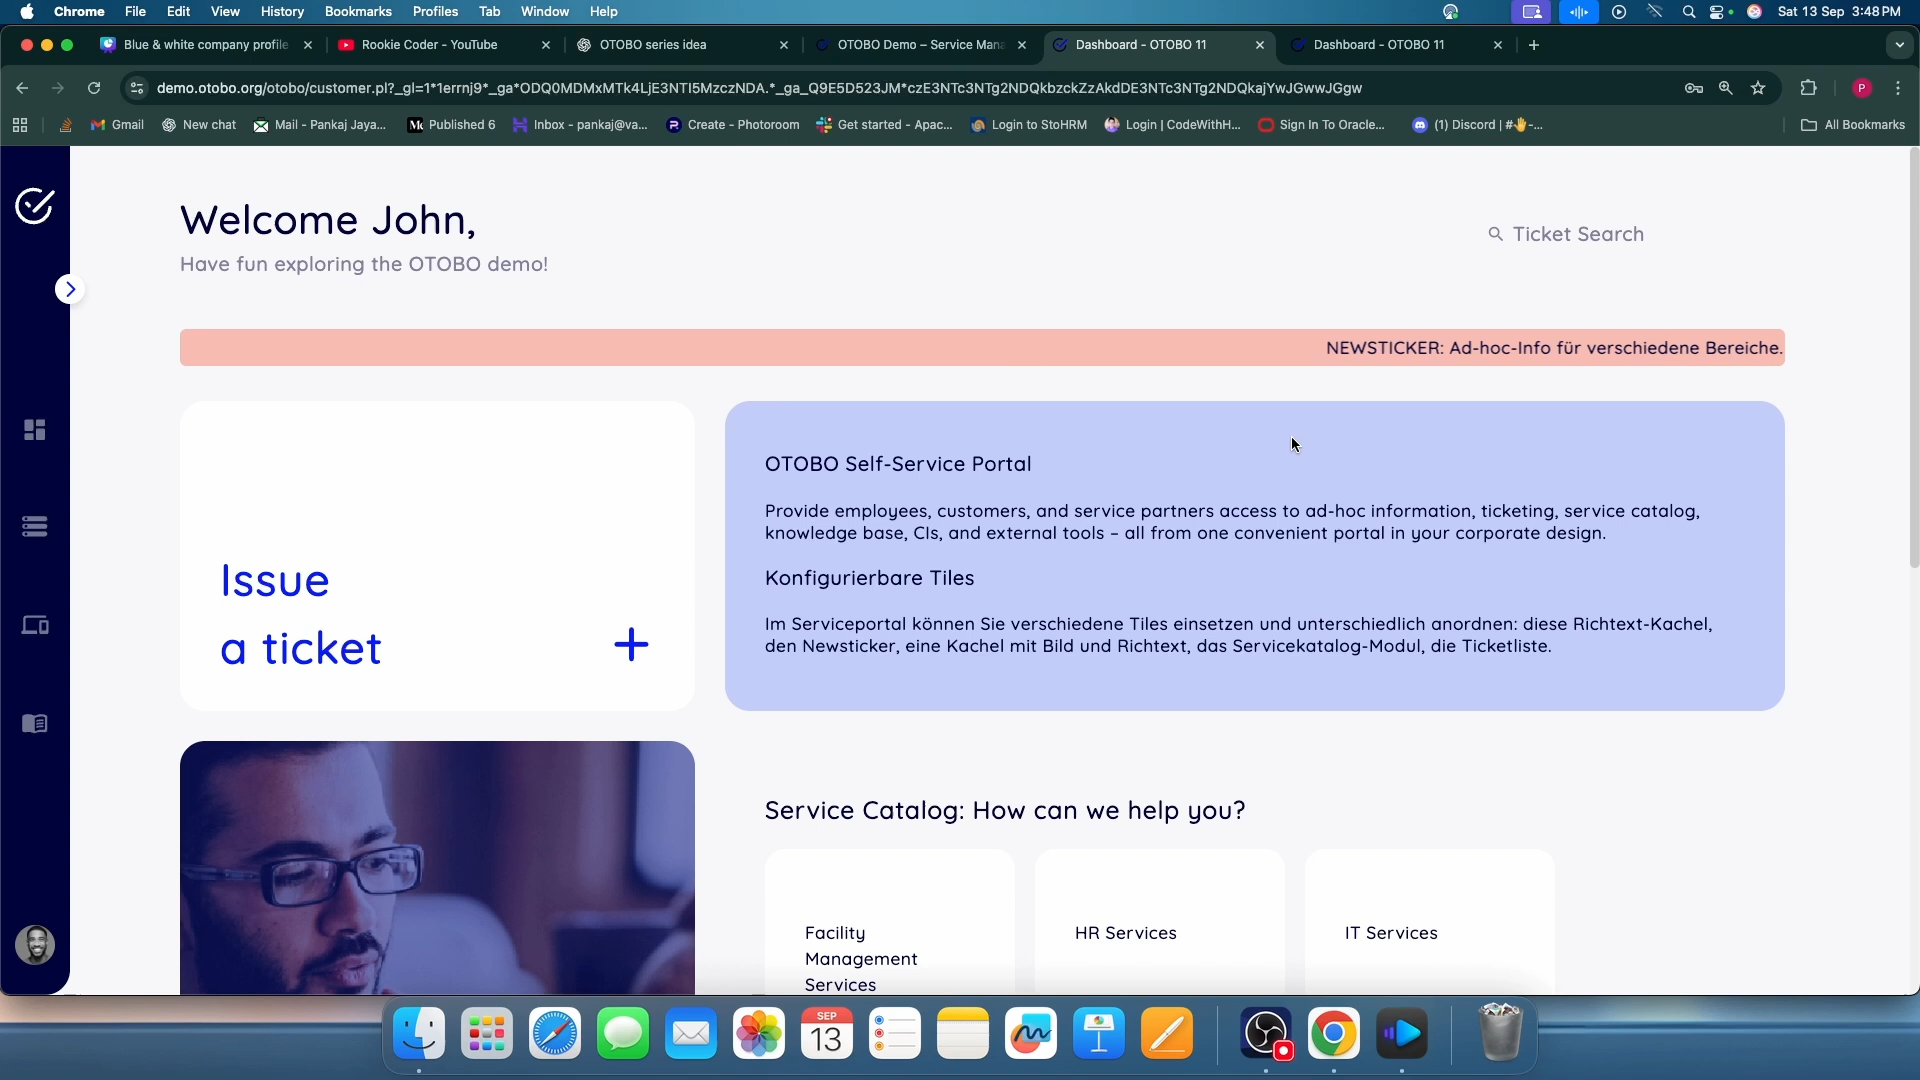 Chrome File Edit View History Bookmarks Profiles Tab Window Help
Sat 13 Sep 3:48 PM
Blue & white company profile
Rookie Coder - YouTube
OTOBO series idea
OTOBO Demo – Service Mana
Dashboard - OTOBO 11
Dashboard - OTOBO 11
demo.otobo.org/otobo/customer.pl?_gl=1*1errnj9*_ga*ODQ0MDMxMTk4LjE3NTI5MzczNDA.*_ga_Q9E5D523JM*czE3NTc3NTg2NDQkbzckZzAkdDE3NTc3NTg2NDQkajYwJGwwJGgw
P
Gmail
New chat
Mail - Pankaj Jaya...
Published 6
Inbox - pankaj@va...
Create - Photoroom
Get started - Apac...
Login to StoHRM
Login | CodeWithH...
Sign In To Oracle...
(1) Discord | #👋-...
All Bookmarks
Welcome John,
Have fun exploring the OTOBO demo!
Ticket Search
NEWSTICKER: Ad-hoc-Info für verschiedene Bereiche.
Issue
a ticket
OTOBO Self-Service Portal
Provide employees, customers, and service partners access to ad-hoc information, ticketing, service catalog,
knowledge base, CIs, and external tools – all from one convenient portal in your corporate design.
Konfigurierbare Tiles
Im Serviceportal können Sie verschiedene Tiles einsetzen und unterschiedlich anordnen: diese Richtext-Kachel,
den Newsticker, eine Kachel mit Bild und Richtext, das Servicekatalog-Modul, die Ticketliste.
Service Catalog: How can we help you?
Facility
Management
Services
HR Services
IT Services
SEP
13